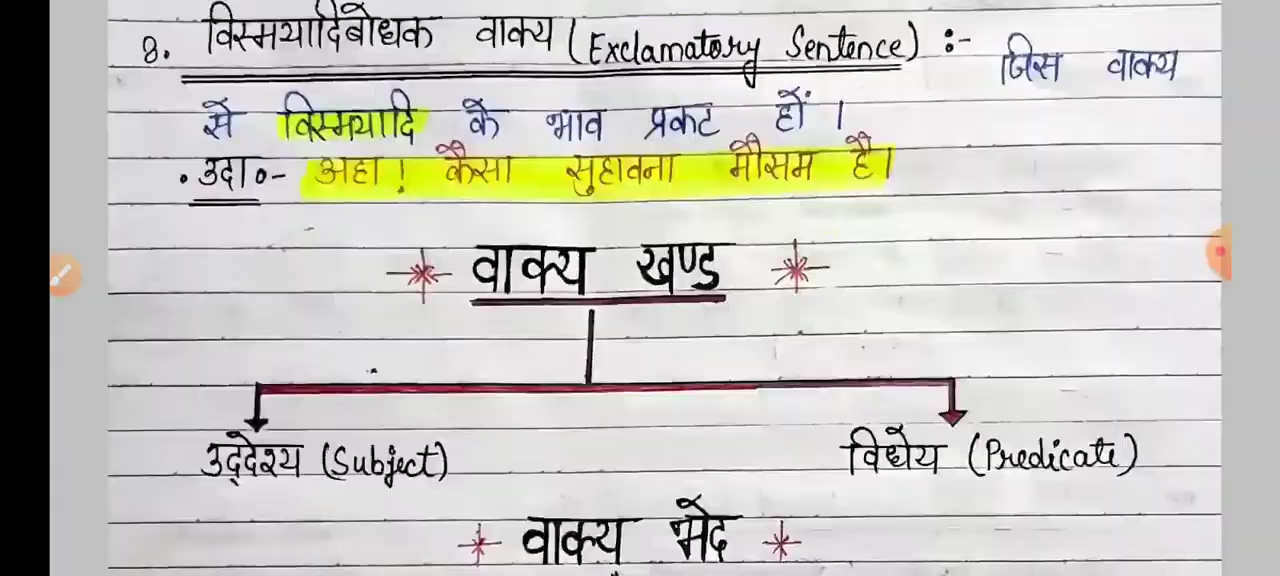 8. विस्मयादिबोधक वाक्य (Exclamatory Sentence) :- जिस वाक्य
से विस्मयादि के भाव प्रकट हों ।
• उदा०- अहा ! कैसा सुहावना मौसम है।
वाक्य खण्ड
उद्देश्य (Subject) विधेय (Predicate)
वाक्य भेद